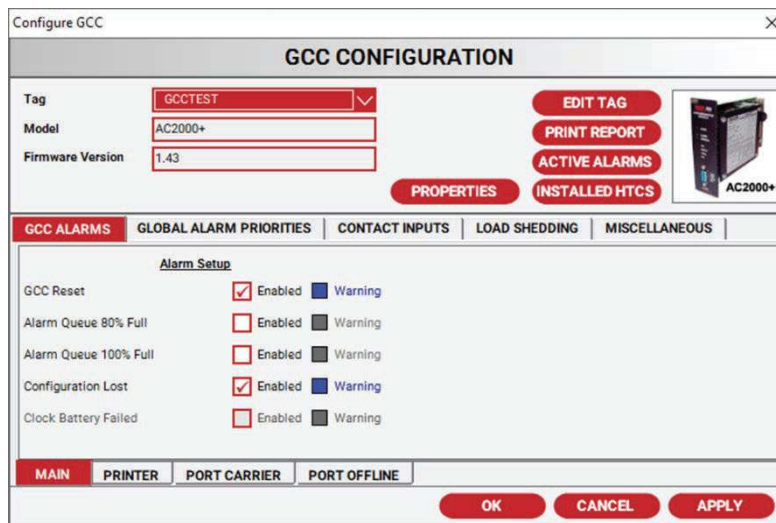 Configure GCC
GCC CONFIGURATION
Tag GCCTEST EDIT TAG
Model AC2000+ PRINT REPORT
Firmware Version 1.43 ACTIVE ALARMS
PROPERTIES INSTALLED HTCS AC2000+
GCC ALARMS GLOBAL ALARM PRIORITIES CONTACT INPUTS LOAD SHEDDING MISCELLANEOUS
Alarm Setup
GCC Reset Enabled Warning
Alarm Queue 80% Full Enabled Warning
Alarm Queue 100% Full Enabled Warning
Configuration Lost Enabled Warning
Clock Battery Failed Enabled Warning
MAIN PRINTER PORT CARRIER PORT OFFLINE
OK CANCEL APPLY